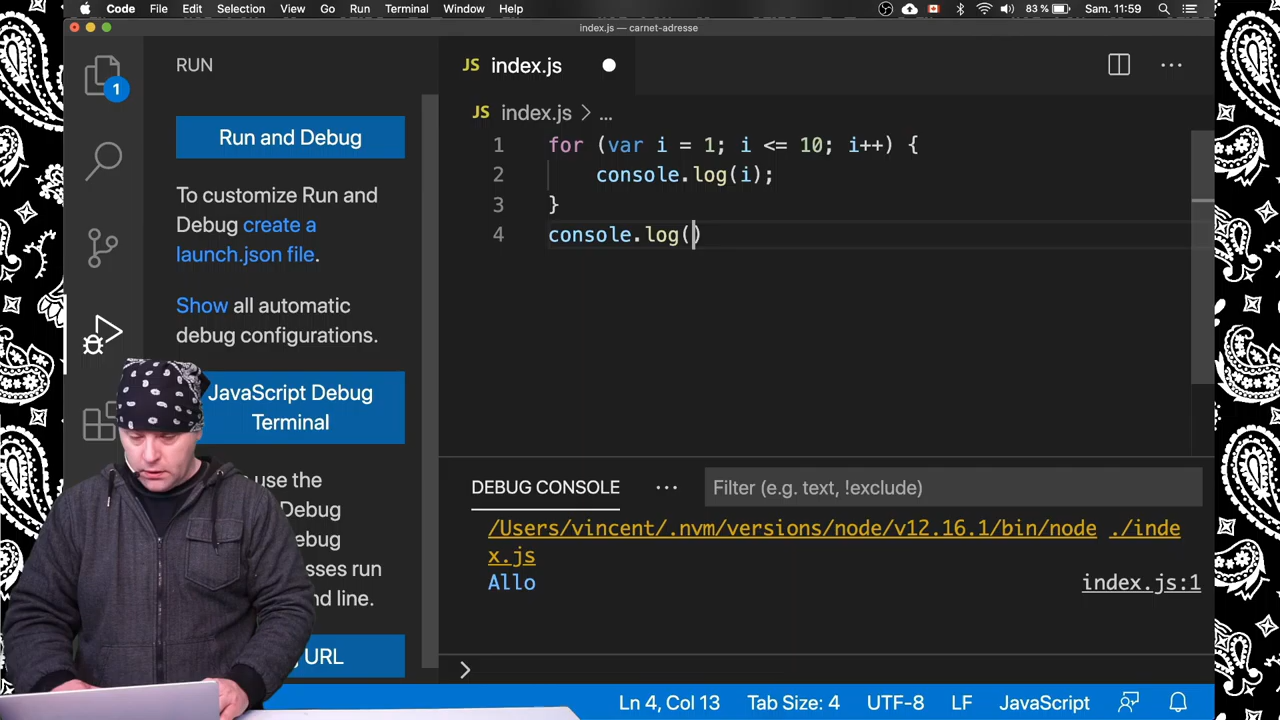 Code File Edit Selection View Go Run Terminal Window Help 83 % Sam. 11:59
index.js — carnet-adresse
RUN
1
Run and Debug
To customize Run and
Debug create a
launch.json file.
Show all automatic
debug configurations.
JavaScript Debug
Terminal
use the
Debug
ebug
esses run
nd line.
URL
JS index.js
JS index.js > ...
1 for (var i = 1; i <= 10; i++) {
2 console.log(i);
3 }
4 console.log()
DEBUG CONSOLE ... Filter (e.g. text, !exclude)
/Users/vincent/.nvm/versions/node/v12.16.1/bin/node ./inde
x.js
Allo index.js:1
>
Ln 4, Col 13 Tab Size: 4 UTF-8 LF JavaScript